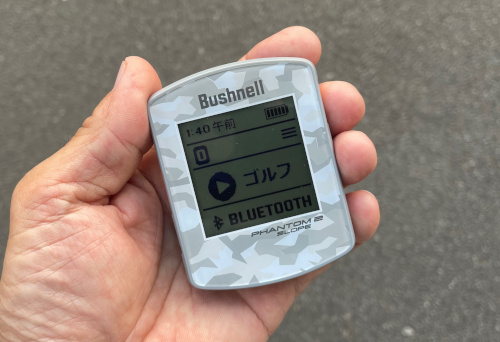 Bushnell
1:40 午前
ゴルフ
BLUETOOTH
PHANTOM 2
SLOPE